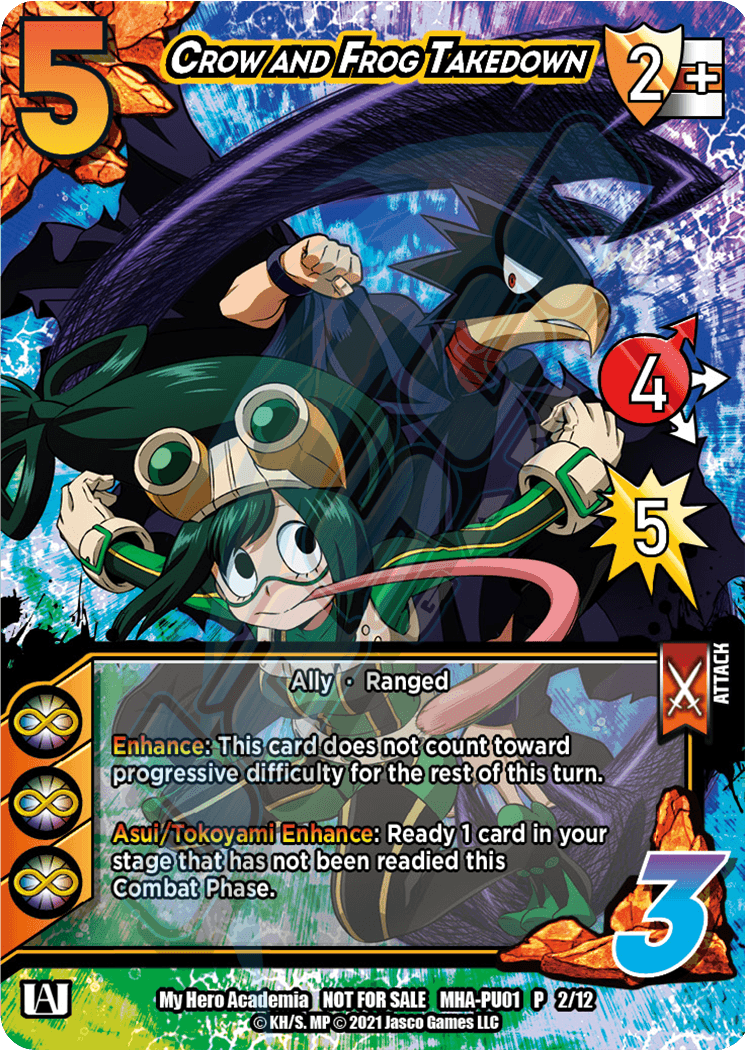 5
CROW AND FROG TAKEDOWN
2 +
4
5
ATTACK
Ally · Ranged
Enhance: This card does not count toward
progressive difficulty for the rest of this turn.
Asui/Tokoyami Enhance: Ready 1 card in your
stage that has not been readied this
Combat Phase.
3
UA
My Hero Academia NOT FOR SALE MHA-PU01 P 2/12
© KH/S. MP © 2021 Jasco Games LLC